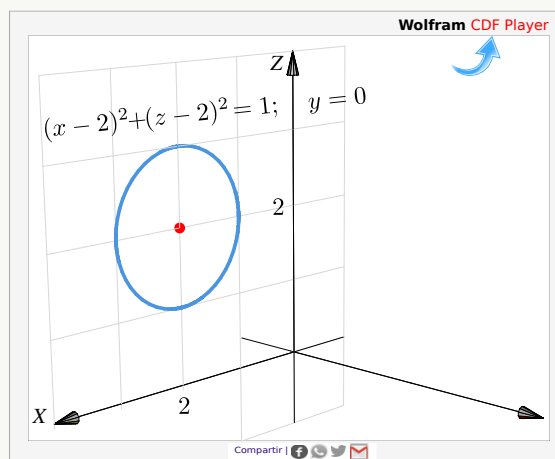 Wolfram CDF Player
Z
(x − 2)²+(z − 2)² = 1; y = 0
2
2
X
Compartir |